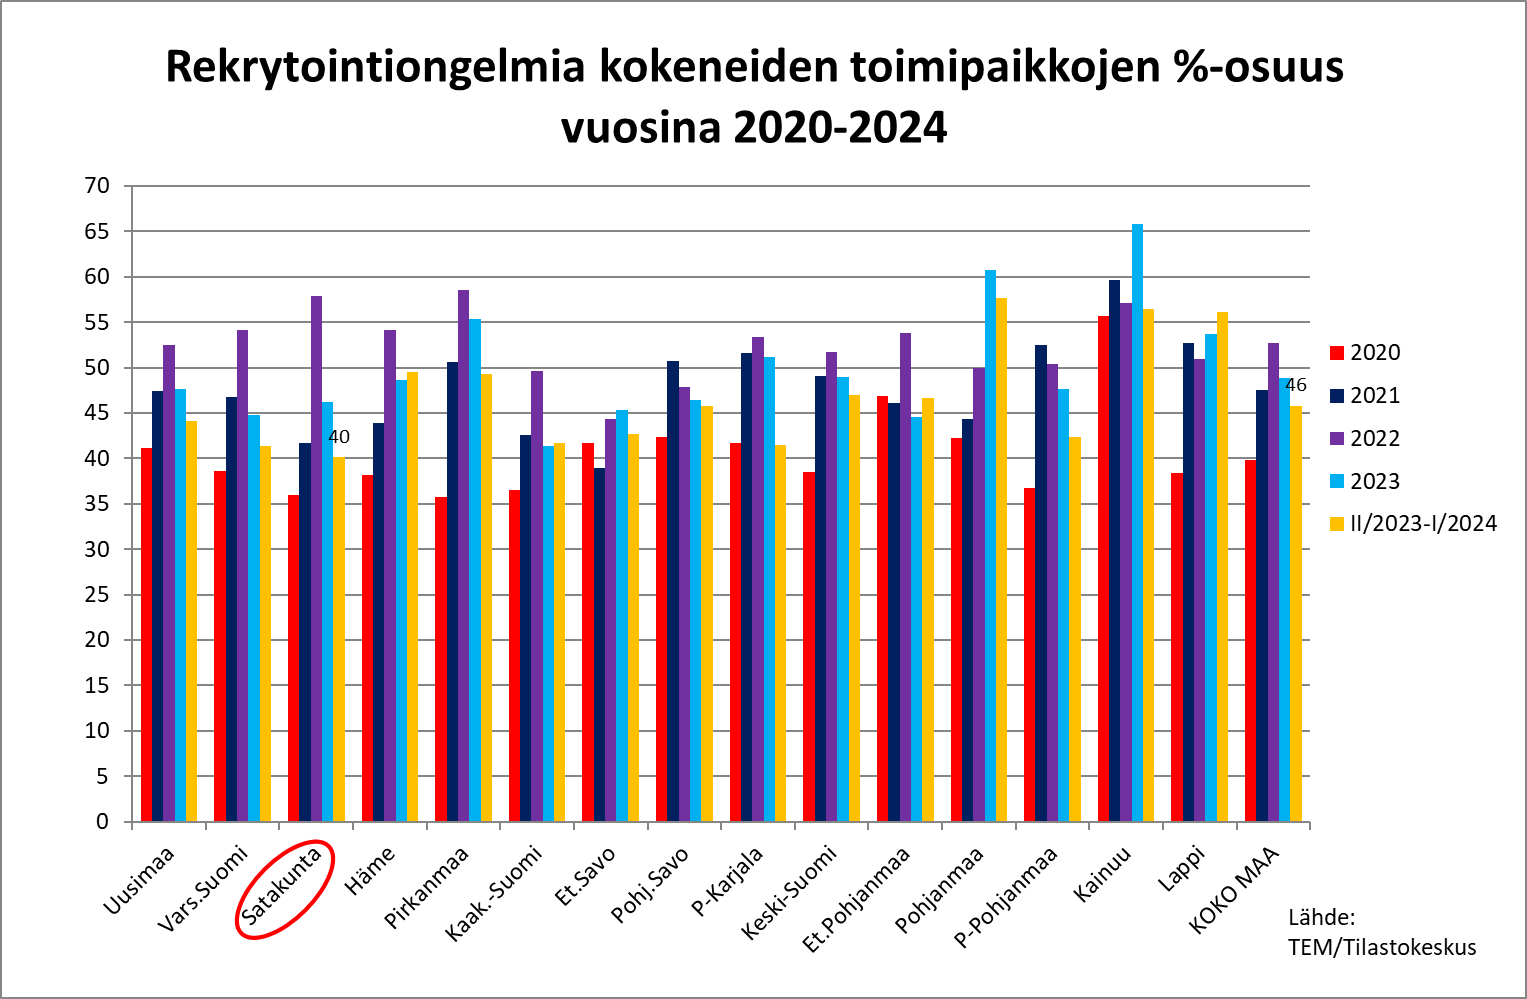 Rekrytointiongelmia kokeneiden toimipaikkojen %-osuus
vuosina 2020-2024
70
65
60
55
50
45
40
35
30
25
20
15
10
5
0
40
46
Uusimaa
Vars.Suomi
Satakunta
Häme
Pirkanmaa
Kaak.-Suomi
Et.Savo
Pohj.Savo
P-Karjala
Keski-Suomi
Et.Pohjanmaa
Pohjanmaa
P-Pohjanmaa
Kainuu
Lappi
KOKO MAA
2020
2021
2022
2023
II/2023-I/2024
Lähde:
TEM/Tilastokeskus